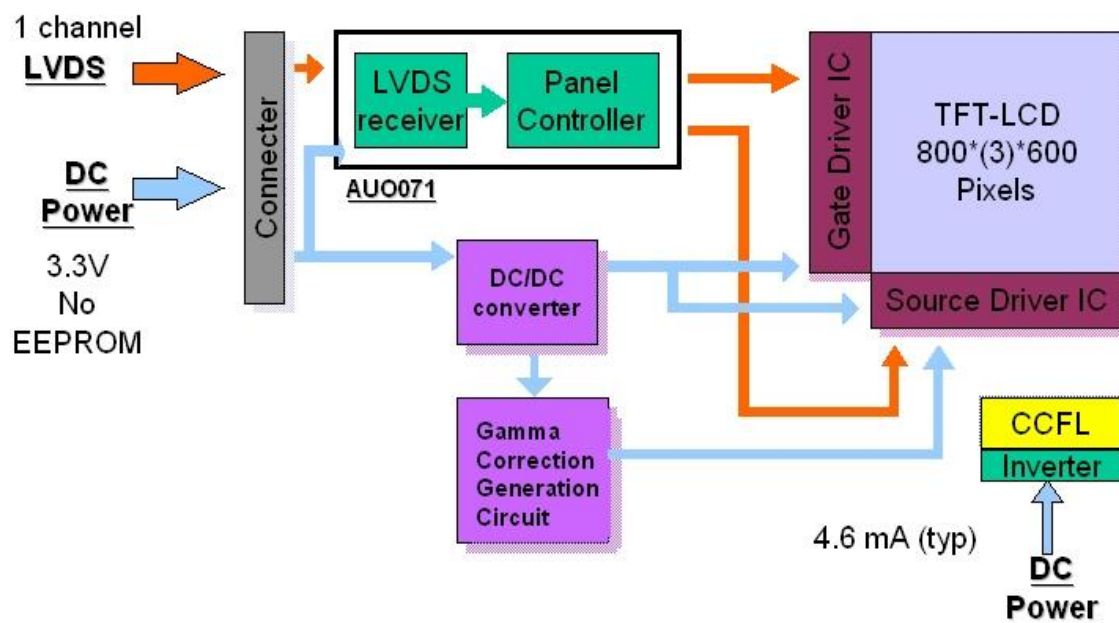 1 channel
LVDS
DC
Power
3.3V
No
EEPROM
Connecter
LVDS
receiver
Panel
Controller
AUO071
DC/DC
converter
Gamma
Correction
Generation
Circuit
Gate Driver IC
TFT-LCD
800*(3)*600
Pixels
Source Driver IC
CCFL
Inverter
4.6 mA (typ)
DC
Power